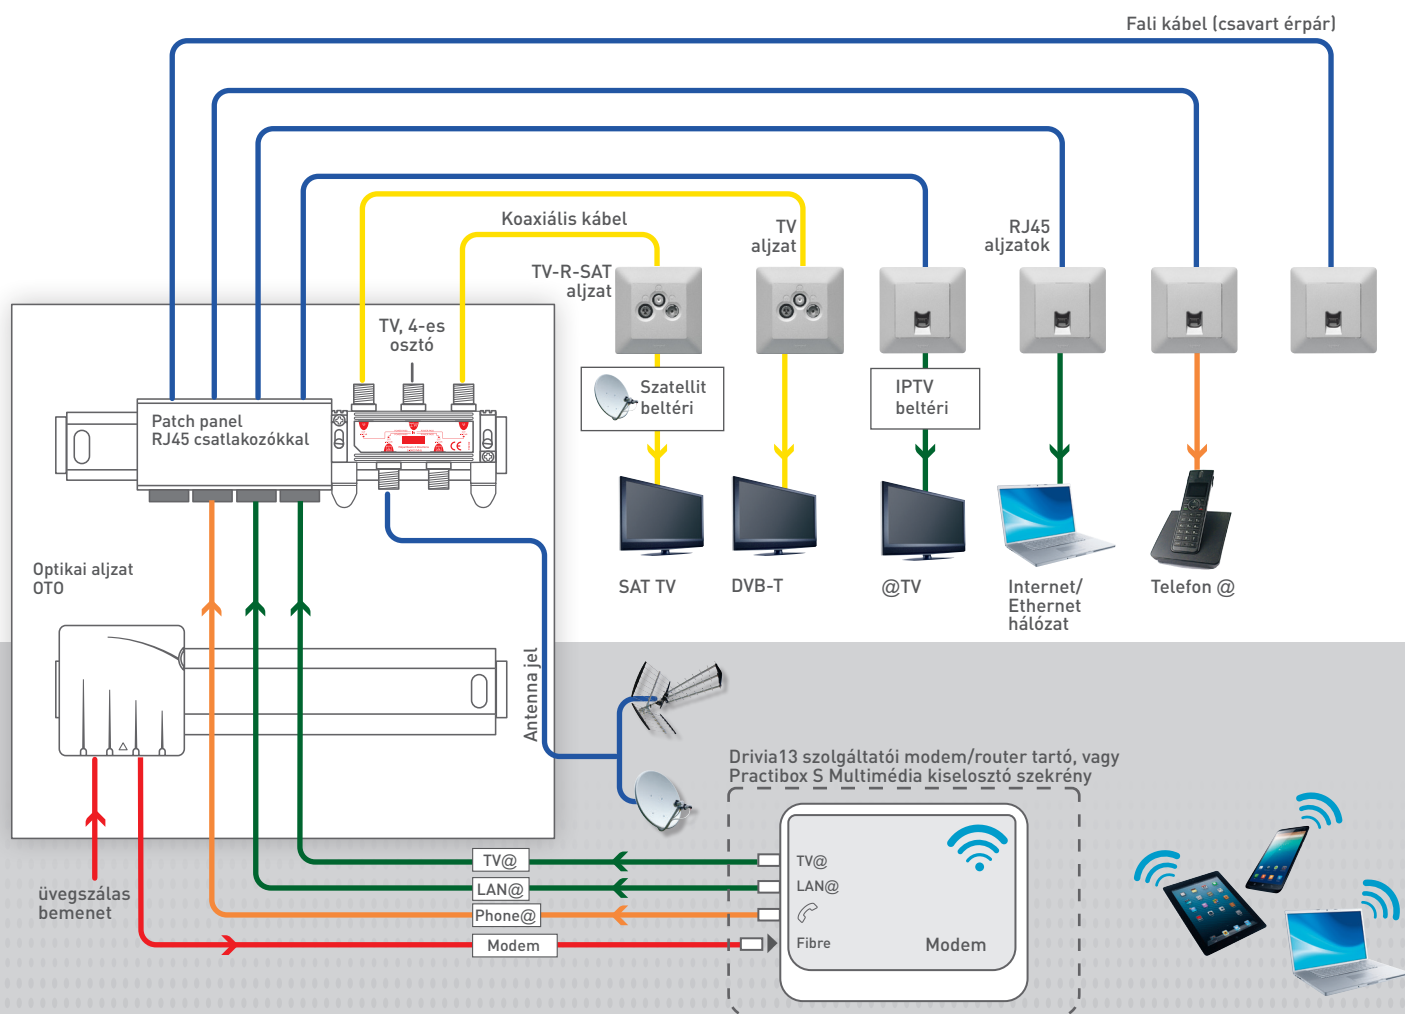 Fali kábel (csavart érpár)
Koaxiális kábel
TV
aljzat
RJ45
aljzatok
TV-R-SAT
aljzat
TV, 4-es
osztó
Szatellit
beltéri
IPTV
beltéri
Patch panel
RJ45 csatlakozókkal
CE
Optikai aljzat
OTO
SAT TV
DVB-T
@TV
Internet/
Ethernet
hálózat
Telefon @
Antenna jel
Drivia13 szolgáltatói modem/router tartó, vagy
Practibox S Multimédia kiselosztó szekrény
üvegszálas
bemenet
TV@
LAN@
Phone@
Modem
TV@
LAN@
Fibre
Modem